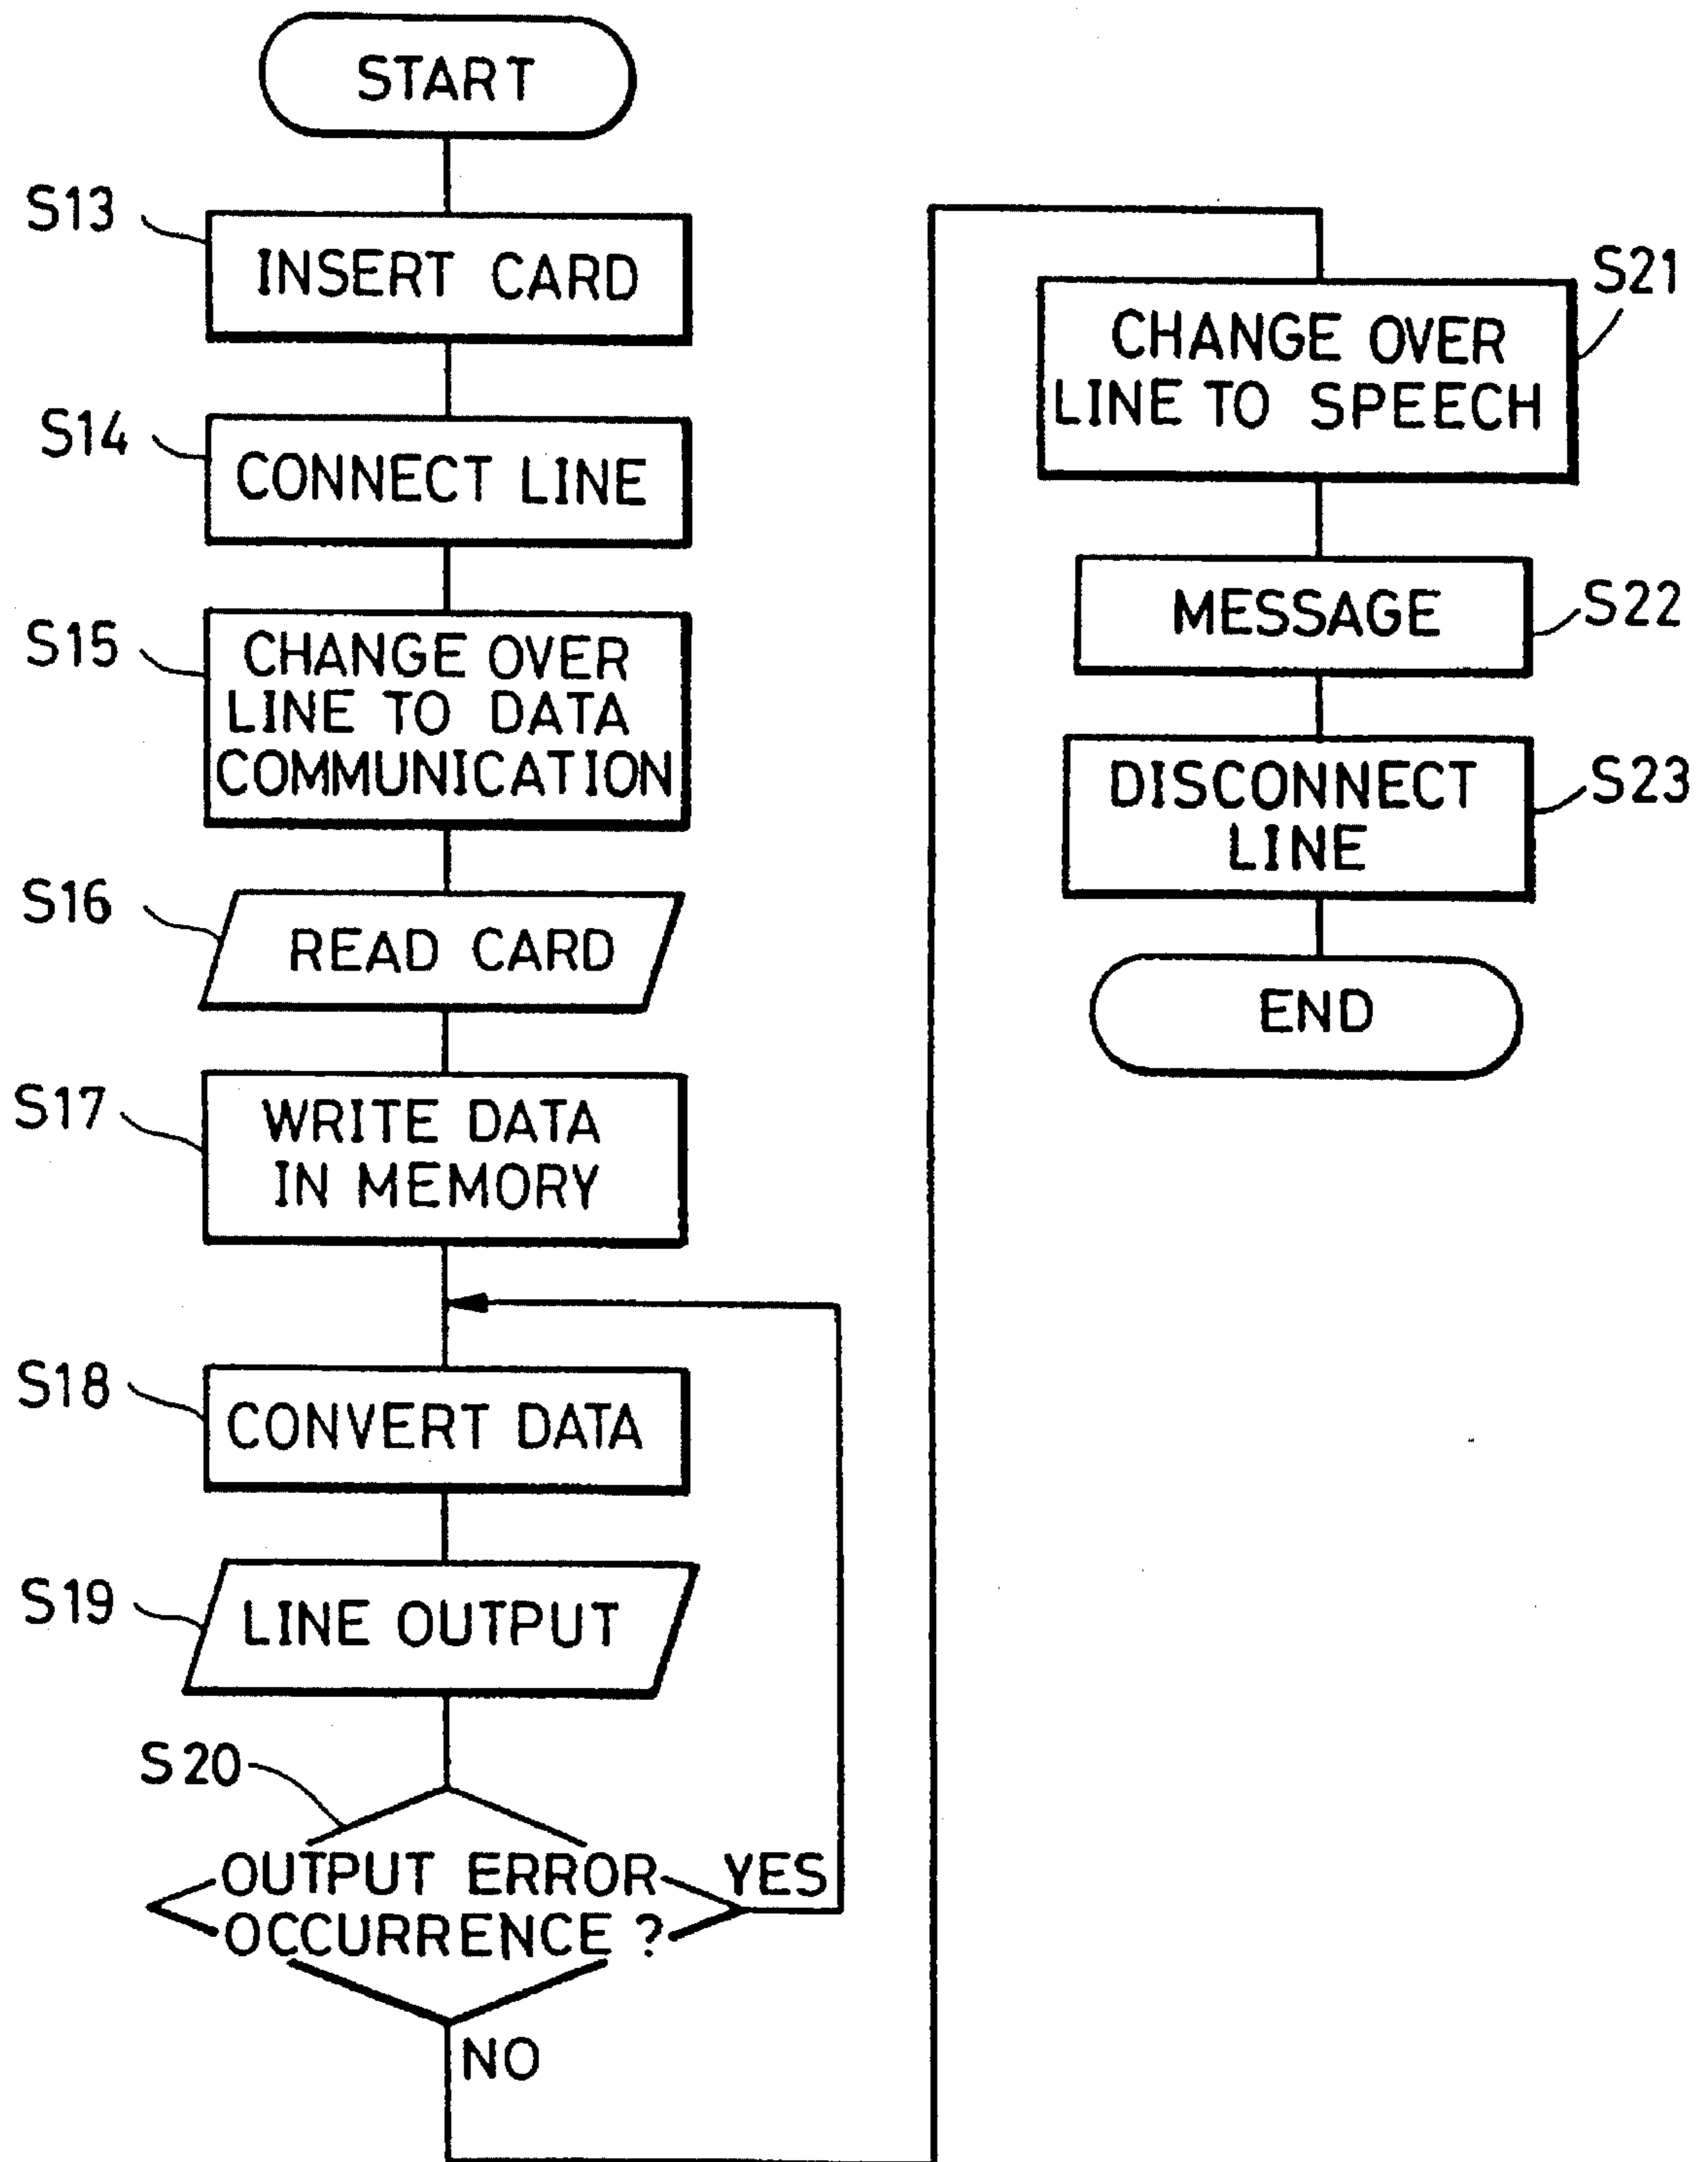 START
S13
INSERT CARD
S14
CONNECT LINE
S15
CHANGE OVER
LINE TO DATA
COMMUNICATION
S16
READ CARD
S17
WRITE DATA
IN MEMORY
S18
CONVERT DATA
S19
LINE OUTPUT
S20
OUTPUT ERROR
OCCURRENCE ?
YES
NO
S21
CHANGE OVER
LINE TO SPEECH
MESSAGE
S22
DISCONNECT
LINE
S23
END